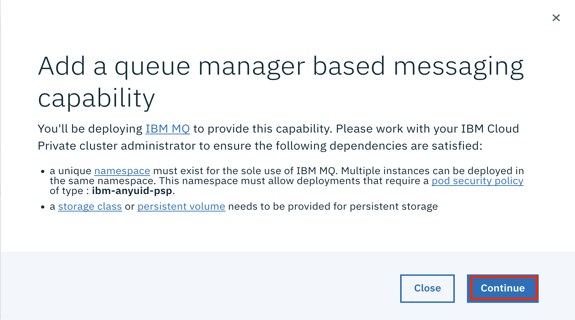 Add a queue manager based messaging
capability
You'll be deploying IBM MQ to provide this capability. Please work with your IBM Cloud
Private cluster administrator to ensure the following dependencies are satisfied:
• a unique namespace must exist for the sole use of IBM MQ. Multiple instances can be deployed in
the same namespace. This namespace must allow deployments that require a pod security policy
of type : ibm-anyuid-psp.
• a storage class or persistent volume needs to be provided for persistent storage
Close
Continue